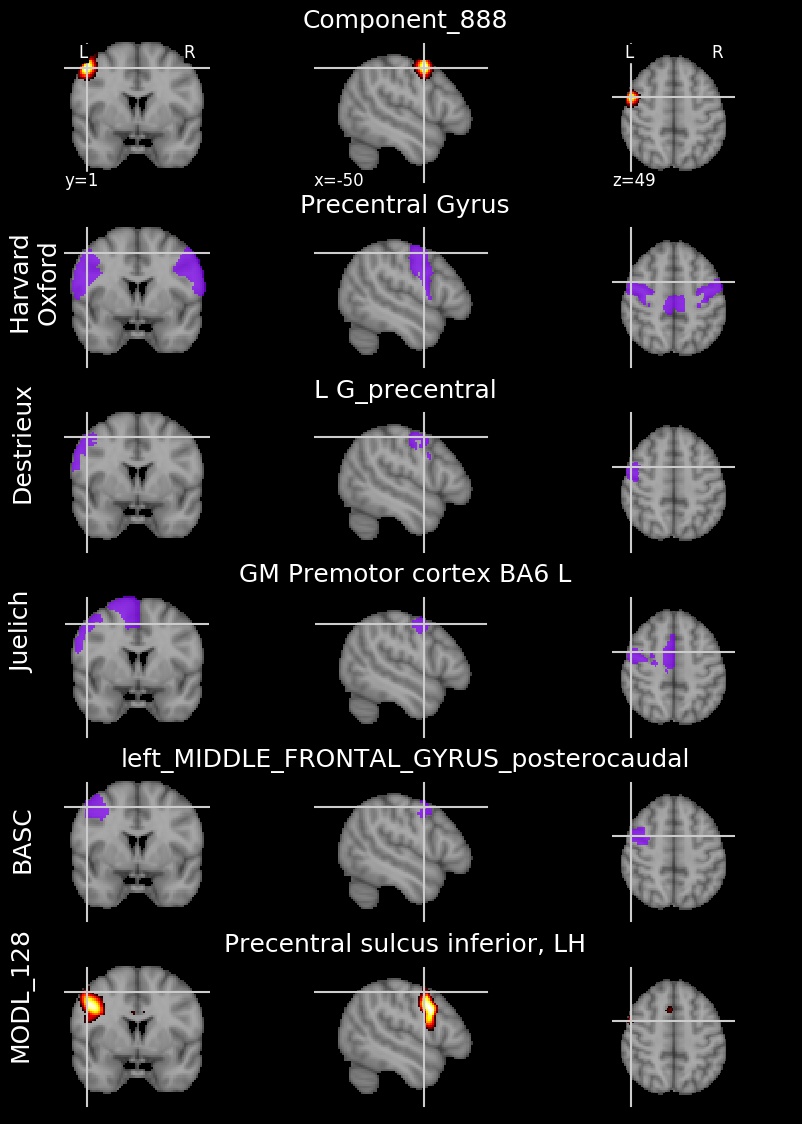 Component_888
L R L R
y=1 x=-50 z=49
Precentral Gyrus
Harvard
Oxford
L G_precentral
Destrieux
GM Premotor cortex BA6 L
Juelich
left_MIDDLE_FRONTAL_GYRUS_posterocaudal
BASC
Precentral sulcus inferior, LH
MODL_128